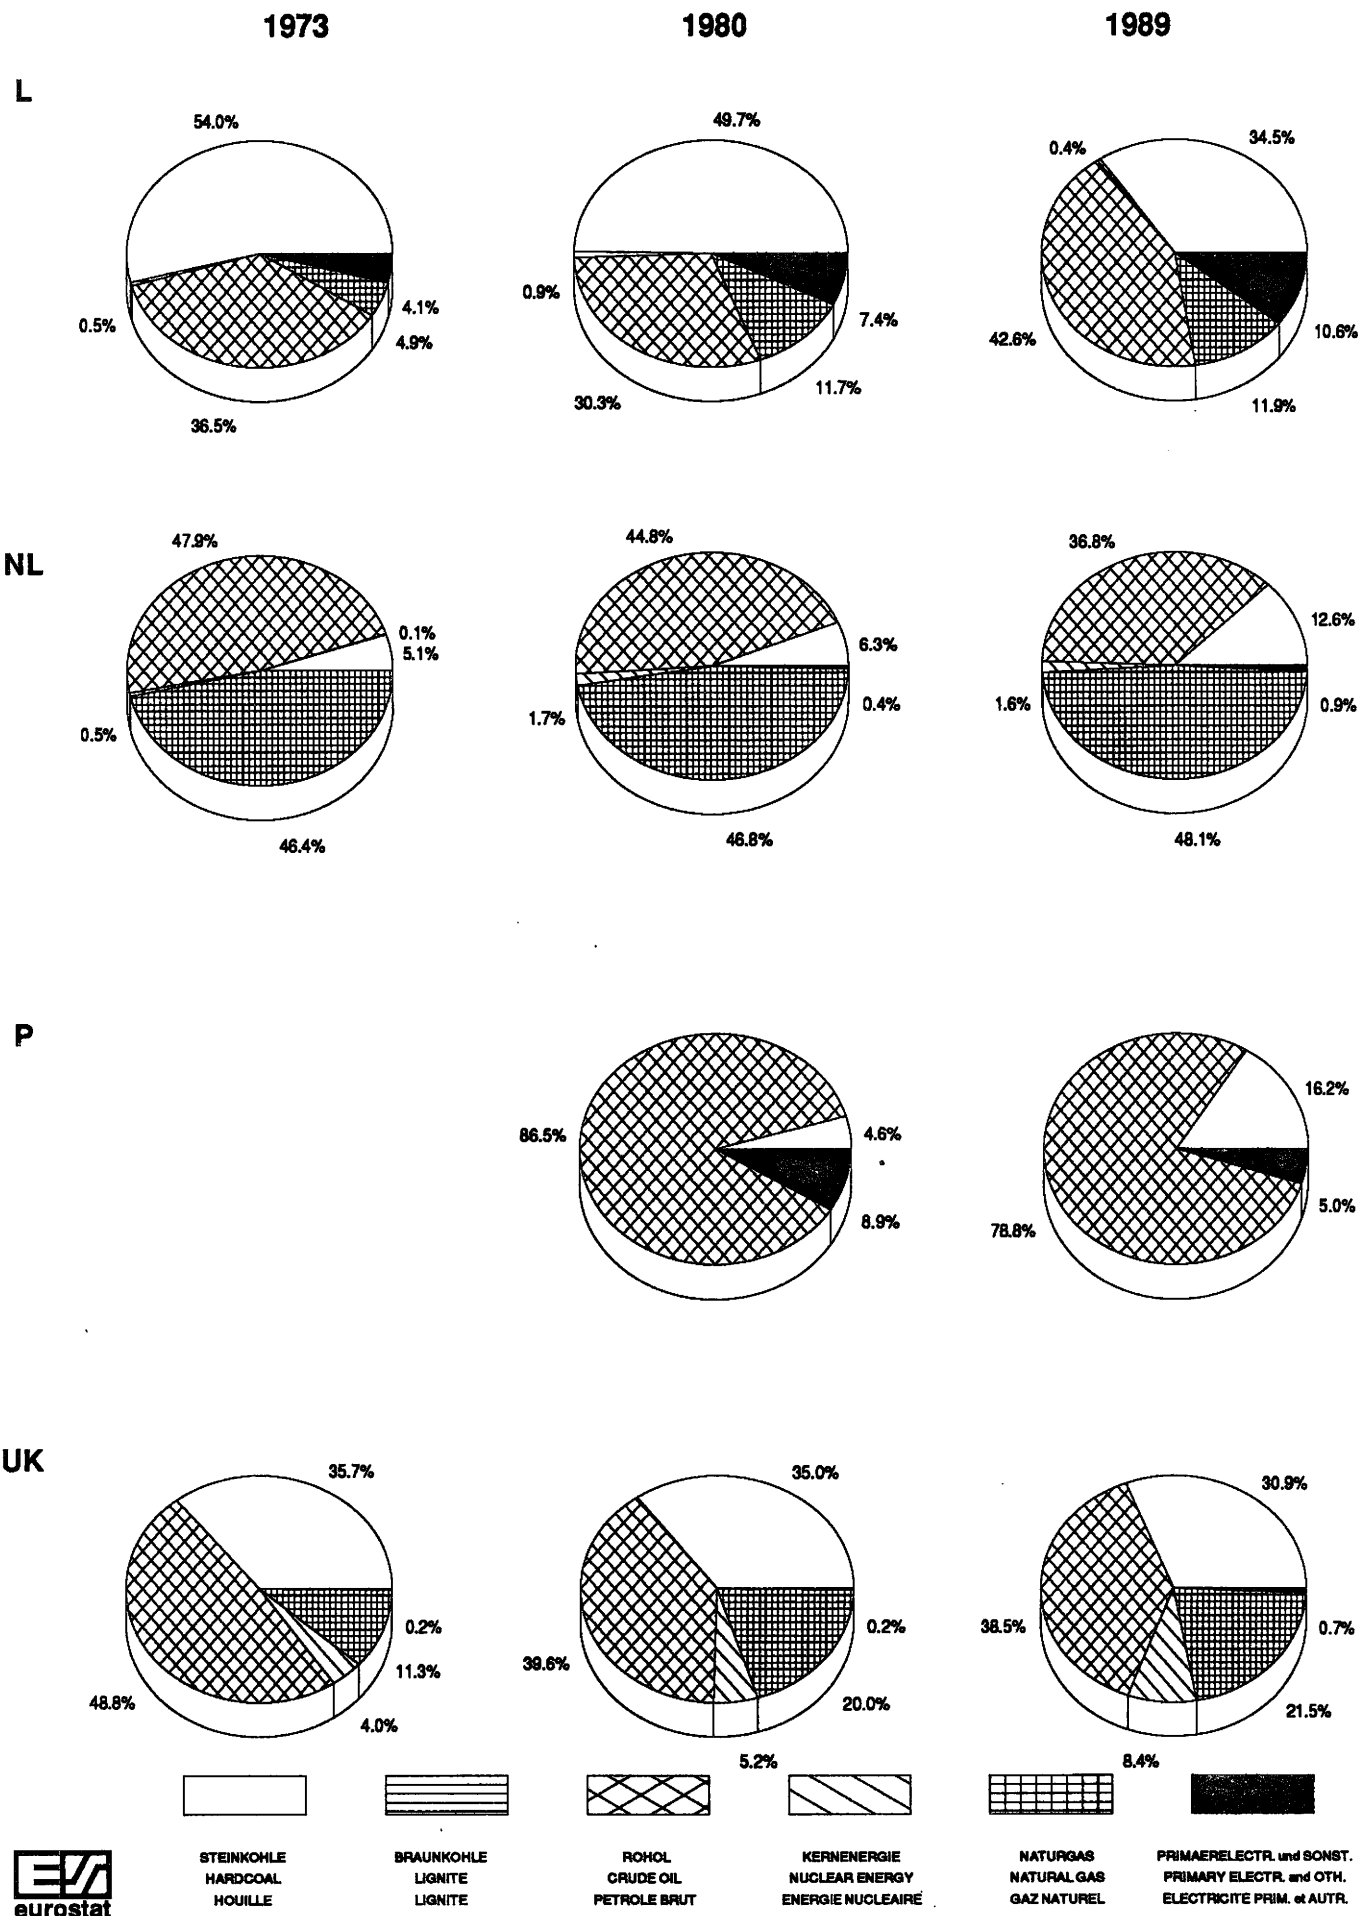 1973 1980 1989
L
54.0% 49.7% 34.5%
0.4%
0.5% 4.1% 0.9% 7.4% 42.6% 10.6%
4.9%
36.5% 30.3% 11.7% 11.9%
NL
47.9% 44.8% 36.8%
0.1% 12.6%
5.1% 6.3%
0.5% 1.7% 0.4% 1.6% 0.9%
46.4% 46.8% 48.1%
P
86.5% 4.6% 16.2%
8.9% 78.8% 5.0%
UK
35.7% 35.0% 30.9%
0.2% 0.2% 38.5% 0.7%
11.3% 39.6%
48.8% 4.0% 20.0% 21.5%
5.2% 8.4%
STEINKOHLE BRAUNKOHLE ROHOL KERNENERGIE NATURGAS PRIMAERELECTR. und SONST.
HARDCOAL LIGNITE CRUDE OIL NUCLEAR ENERGY NATURAL GAS PRIMARY ELECTR. and OTH.
HOUILLE LIGNITE PETROLE BRUT ENERGIE NUCLEAIRE GAZ NATUREL ELECTRICITE PRIM. et AUTR.
eurostat